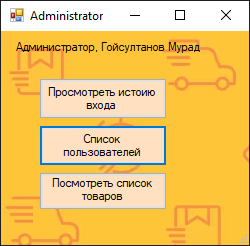 Administrator
Администратор, Гойсултанов Мурад
Просмотреть истоию
входа
Список
пользователей
Посмотреть список
товаров